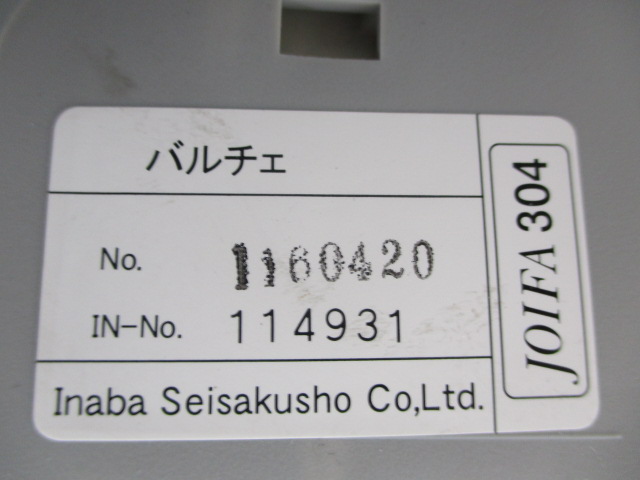 バルチェ
No. 1160420
IN-No. 114931
Inaba Seisakusho Co,Ltd.
JOIFA 304